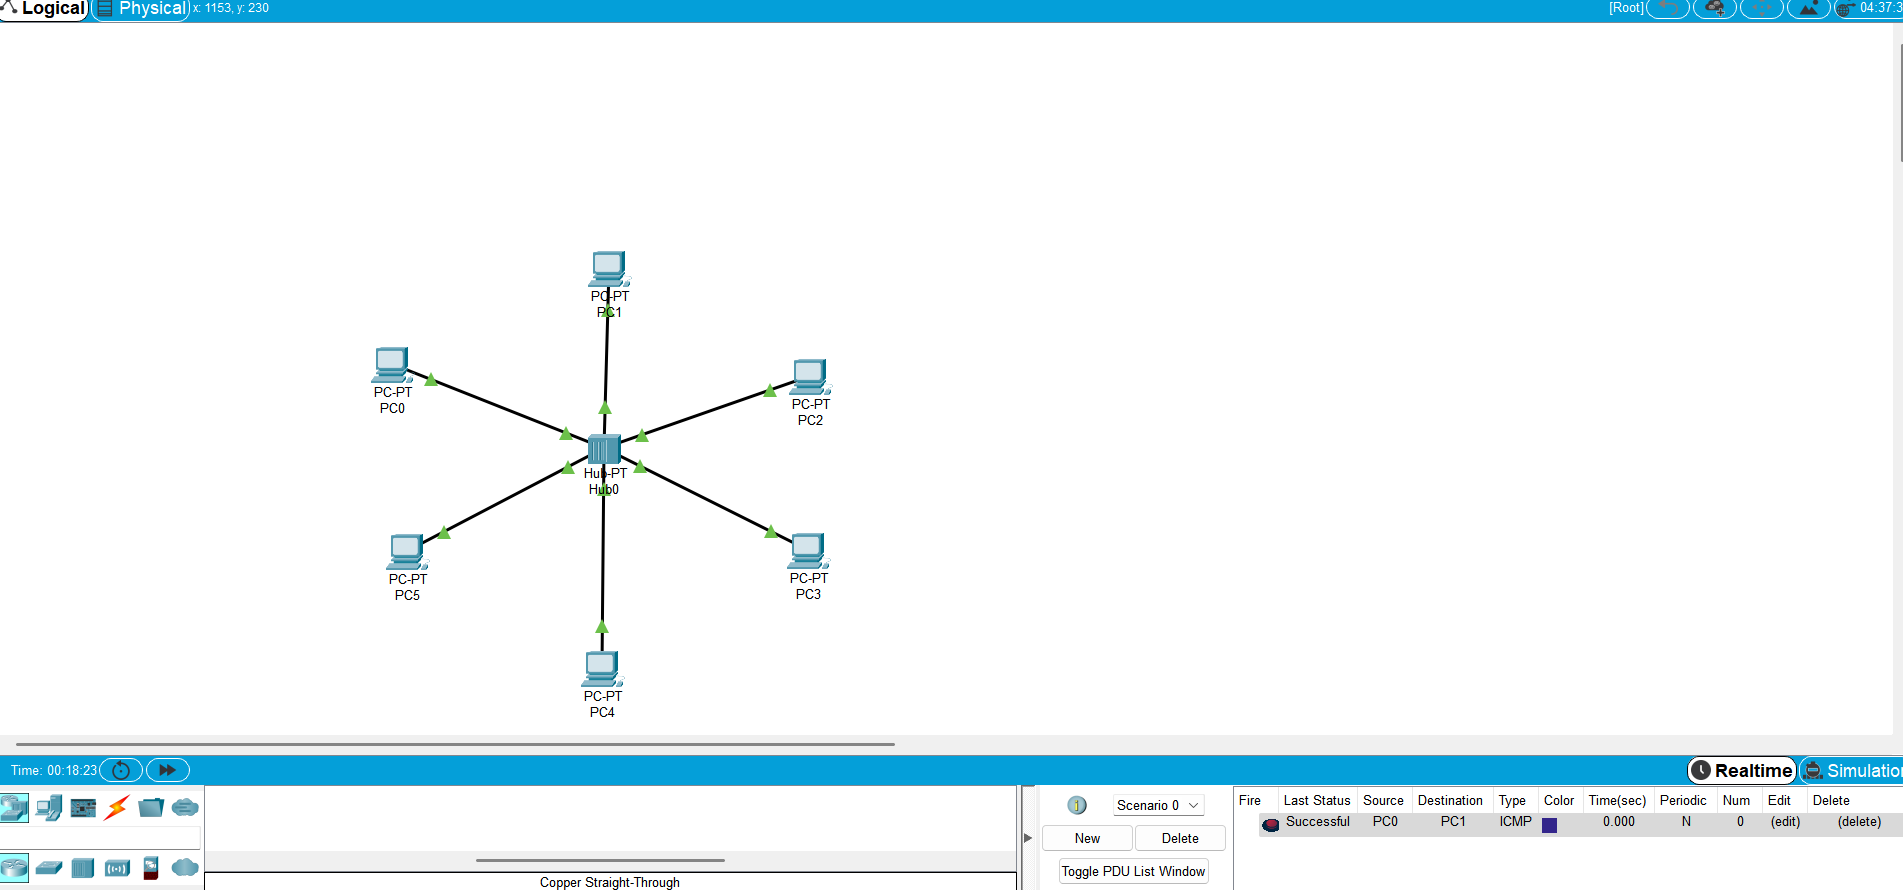 Logical Physical x: 1153, y: 230 [Root] 04:37:3
PC-PT
PC1
PC-PT
PC0
PC-PT
PC2
Hub-PT
Hub0
PC-PT
PC5
PC-PT
PC3
PC-PT
PC4
Time: 00:18:23 Realtime Simulation
Scenario 0
New Delete
Toggle PDU List Window
Fire Last Status Source Destination Type Color Time(sec) Periodic Num Edit Delete
Successful PC0 PC1 ICMP 0.000 N 0 (edit) (delete)
Copper Straight-Through